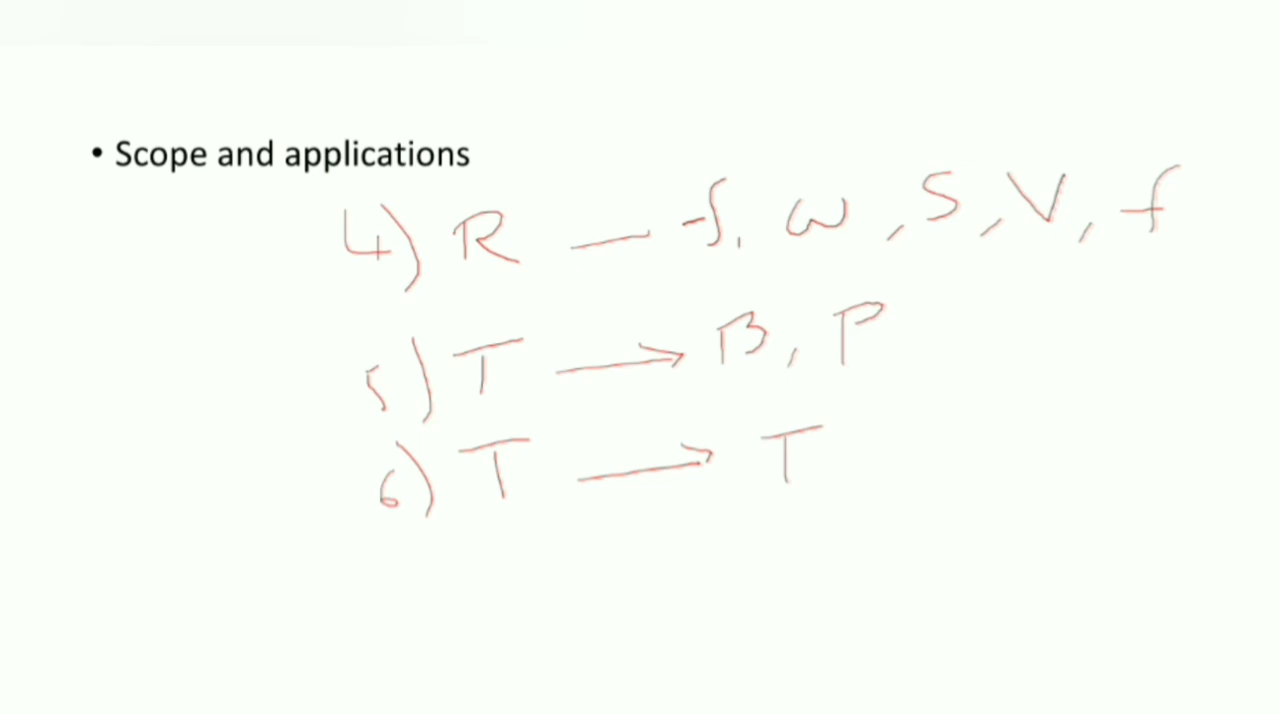 • Scope and applications
4) R — f, w, S, V, f
5) T → B, P
6) T → T